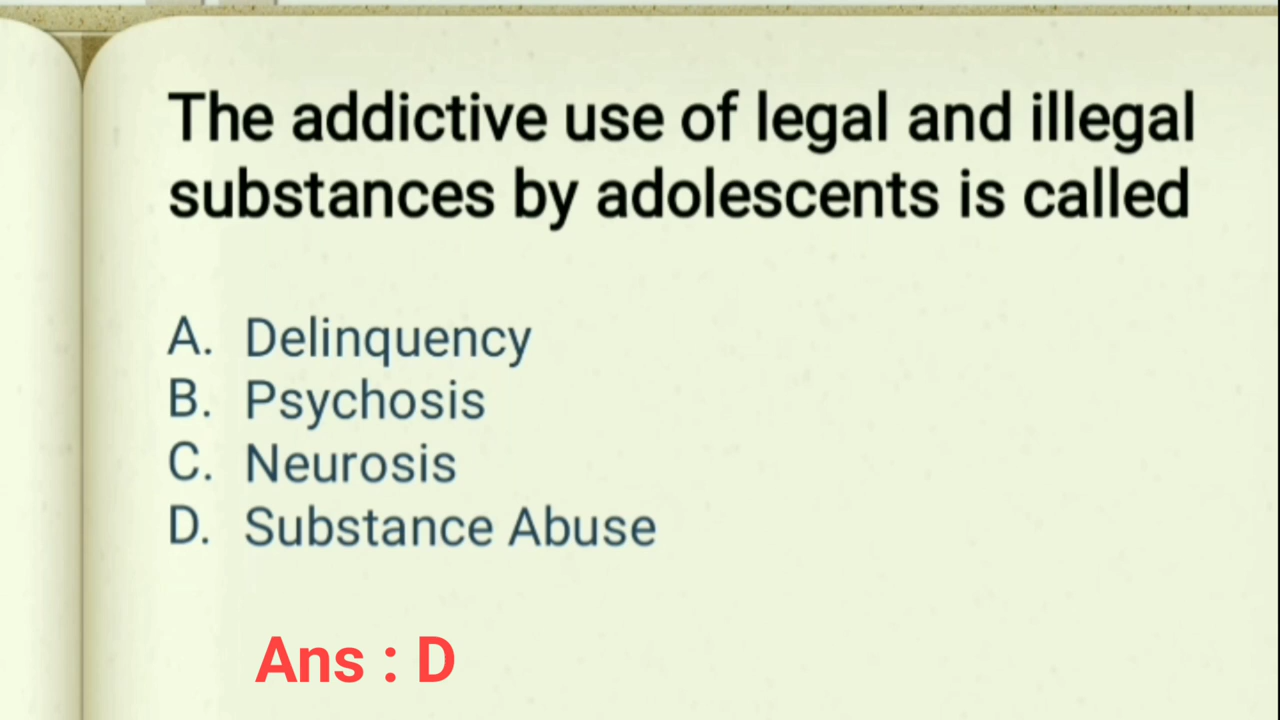 The addictive use of legal and illegal
substances by adolescents is called
A. Delinquency
B. Psychosis
C. Neurosis
D. Substance Abuse
Ans : D